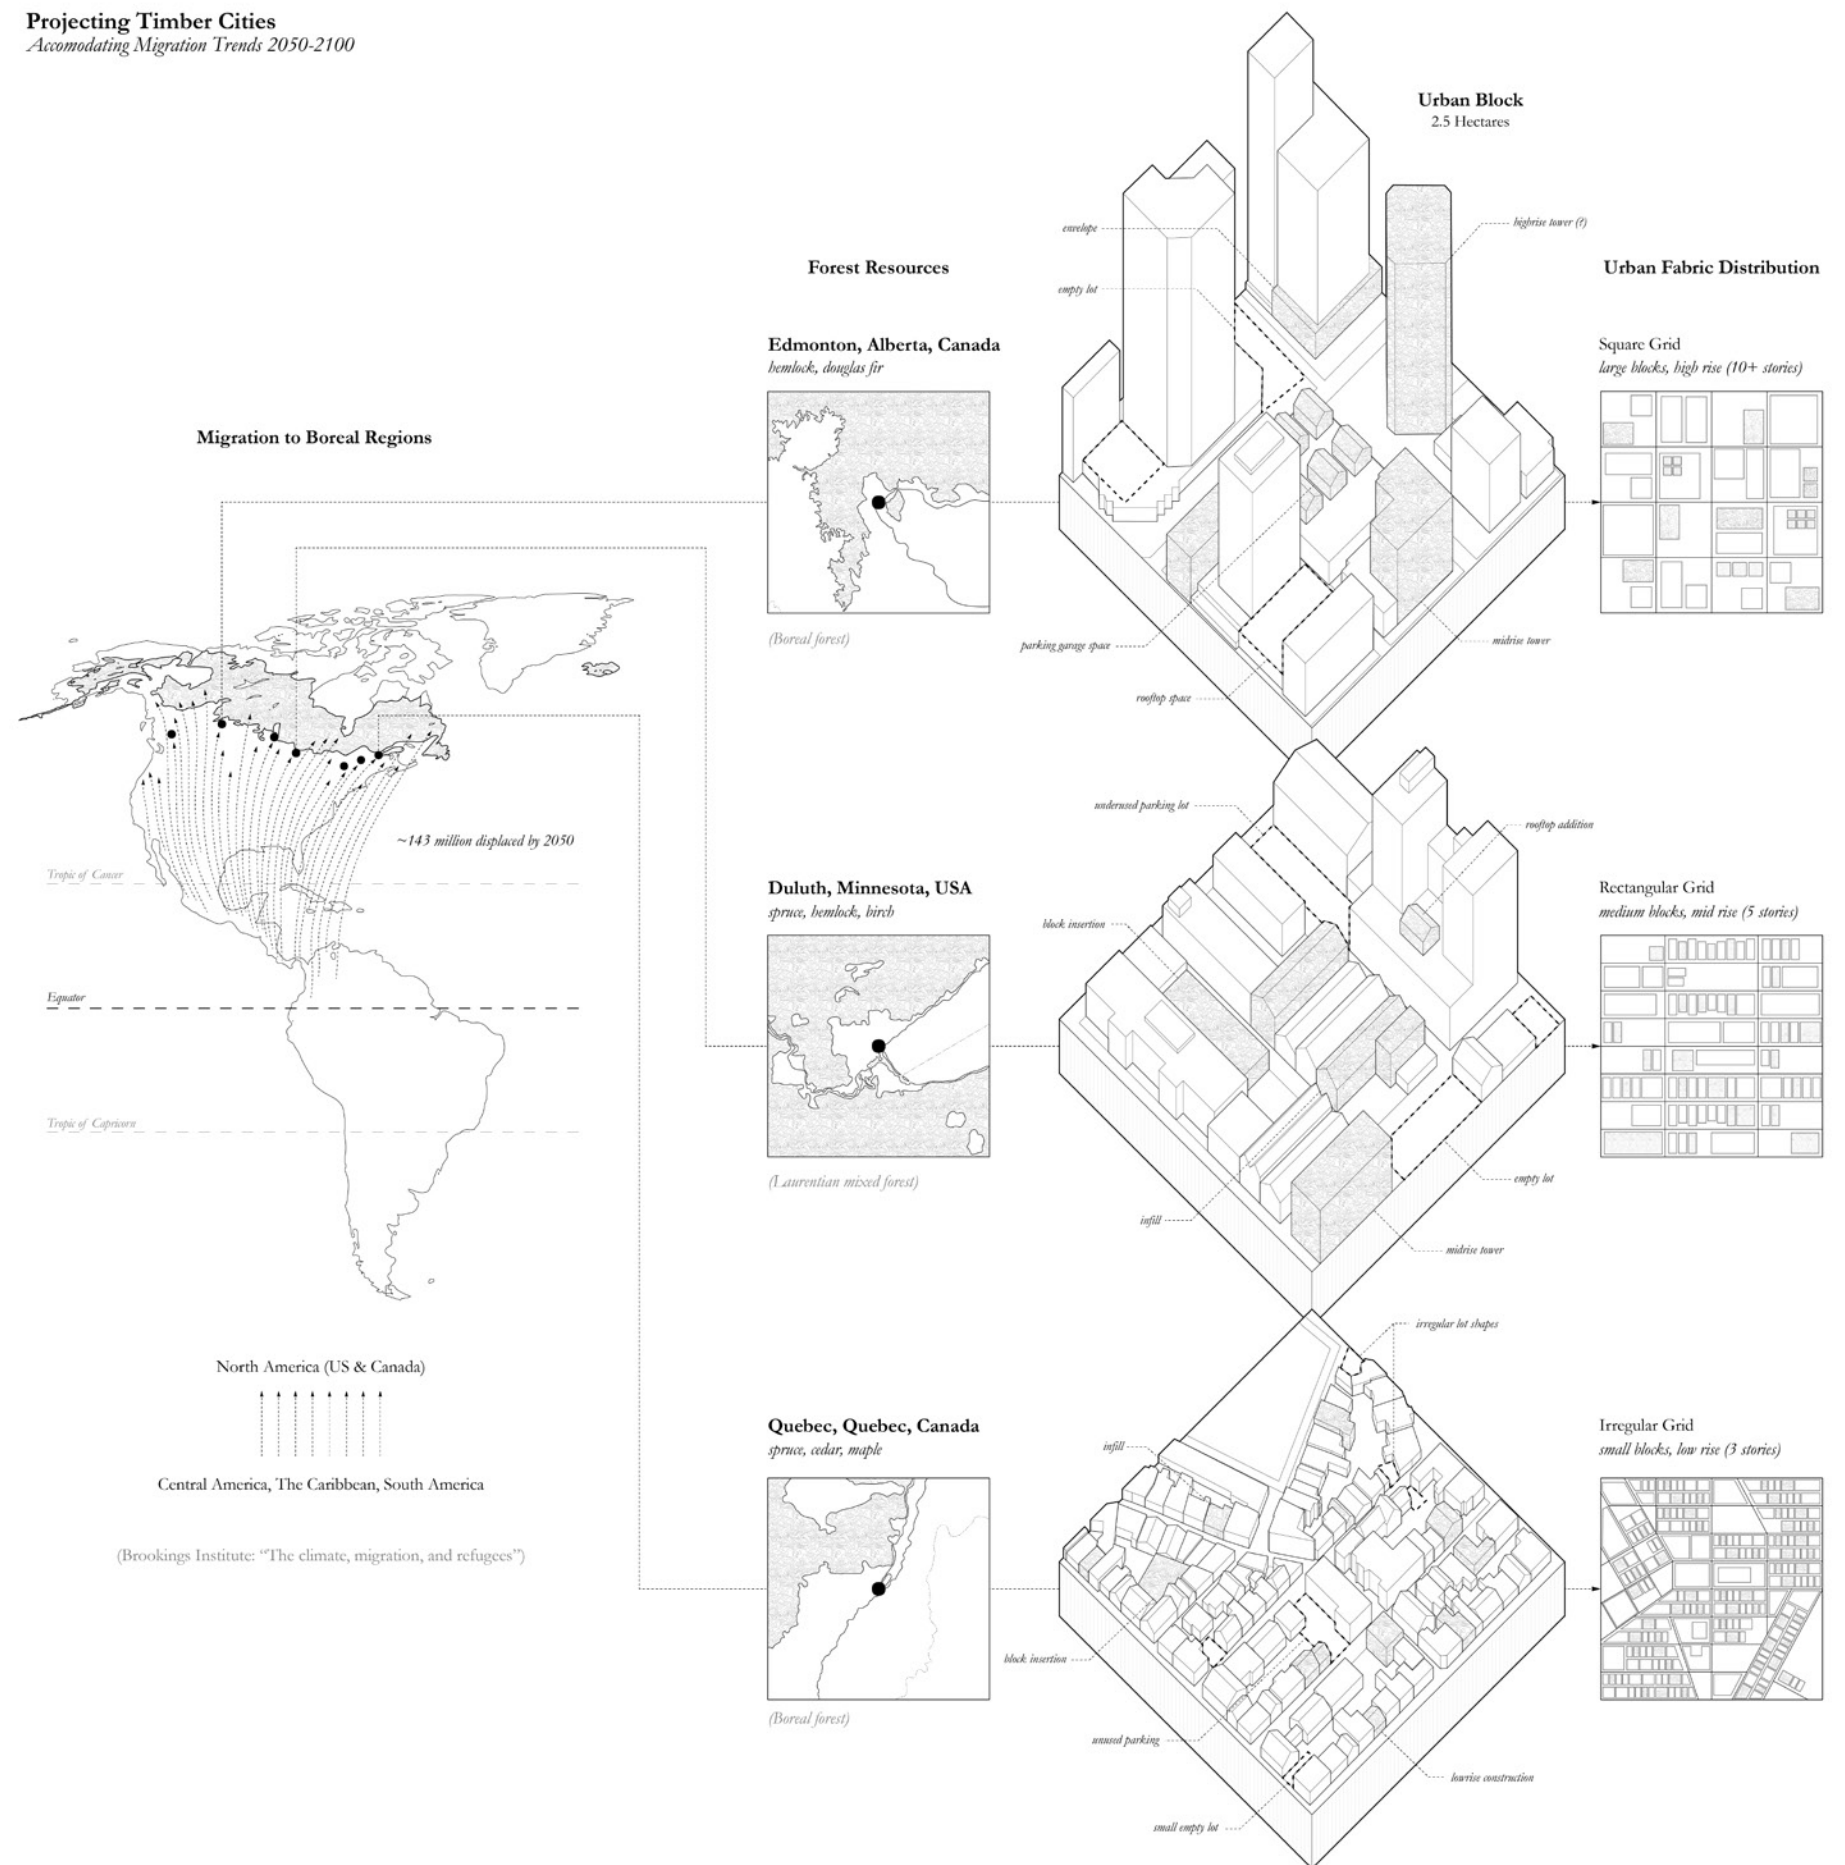 Projecting Timber Cities
Accomodating Migration Trends 2050-2100
Migration to Boreal Regions
~143 million displaced by 2050
Tropic of Cancer
Equator
Tropic of Capricorn
North America (US & Canada)
Central America, The Caribbean, South America
(Brookings Institute: “The climate, migration, and refugees”)
Forest Resources
Edmonton, Alberta, Canada
hemlock, douglas fir
(Boreal forest)
Duluth, Minnesota, USA
spruce, hemlock, birch
(Laurentian mixed forest)
Quebec, Quebec, Canada
spruce, cedar, maple
(Boreal forest)
Urban Block
2.5 Hectares
envelope
highrise tower (?)
empty lot
parking garage space
midrise tower
rooftop space
underused parking lot
rooftop addition
block insertion
empty lot
infill
midrise tower
irregular lot shapes
infill
block insertion
unused parking
lowrise construction
small empty lot
Urban Fabric Distribution
Square Grid
large blocks, high rise (10+ stories)
Rectangular Grid
medium blocks, mid rise (5 stories)
Irregular Grid
small blocks, low rise (3 stories)